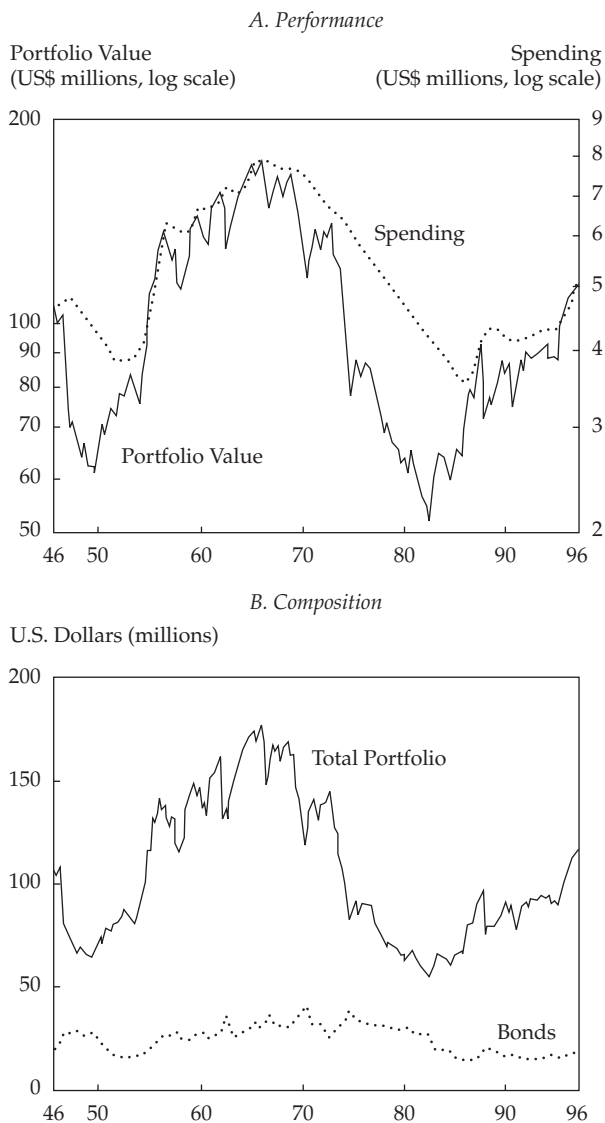 A. Performance
Portfolio Value
(US$ millions, log scale)
Spending
(US$ millions, log scale)
200
100
90
80
70
60
50
9
8
7
6
5
4
3
2
Spending
Portfolio Value
46 50 60 70 80 90 96
B. Composition
U.S. Dollars (millions)
200
150
100
50
0
Total Portfolio
Bonds
46 50 60 70 80 90 96